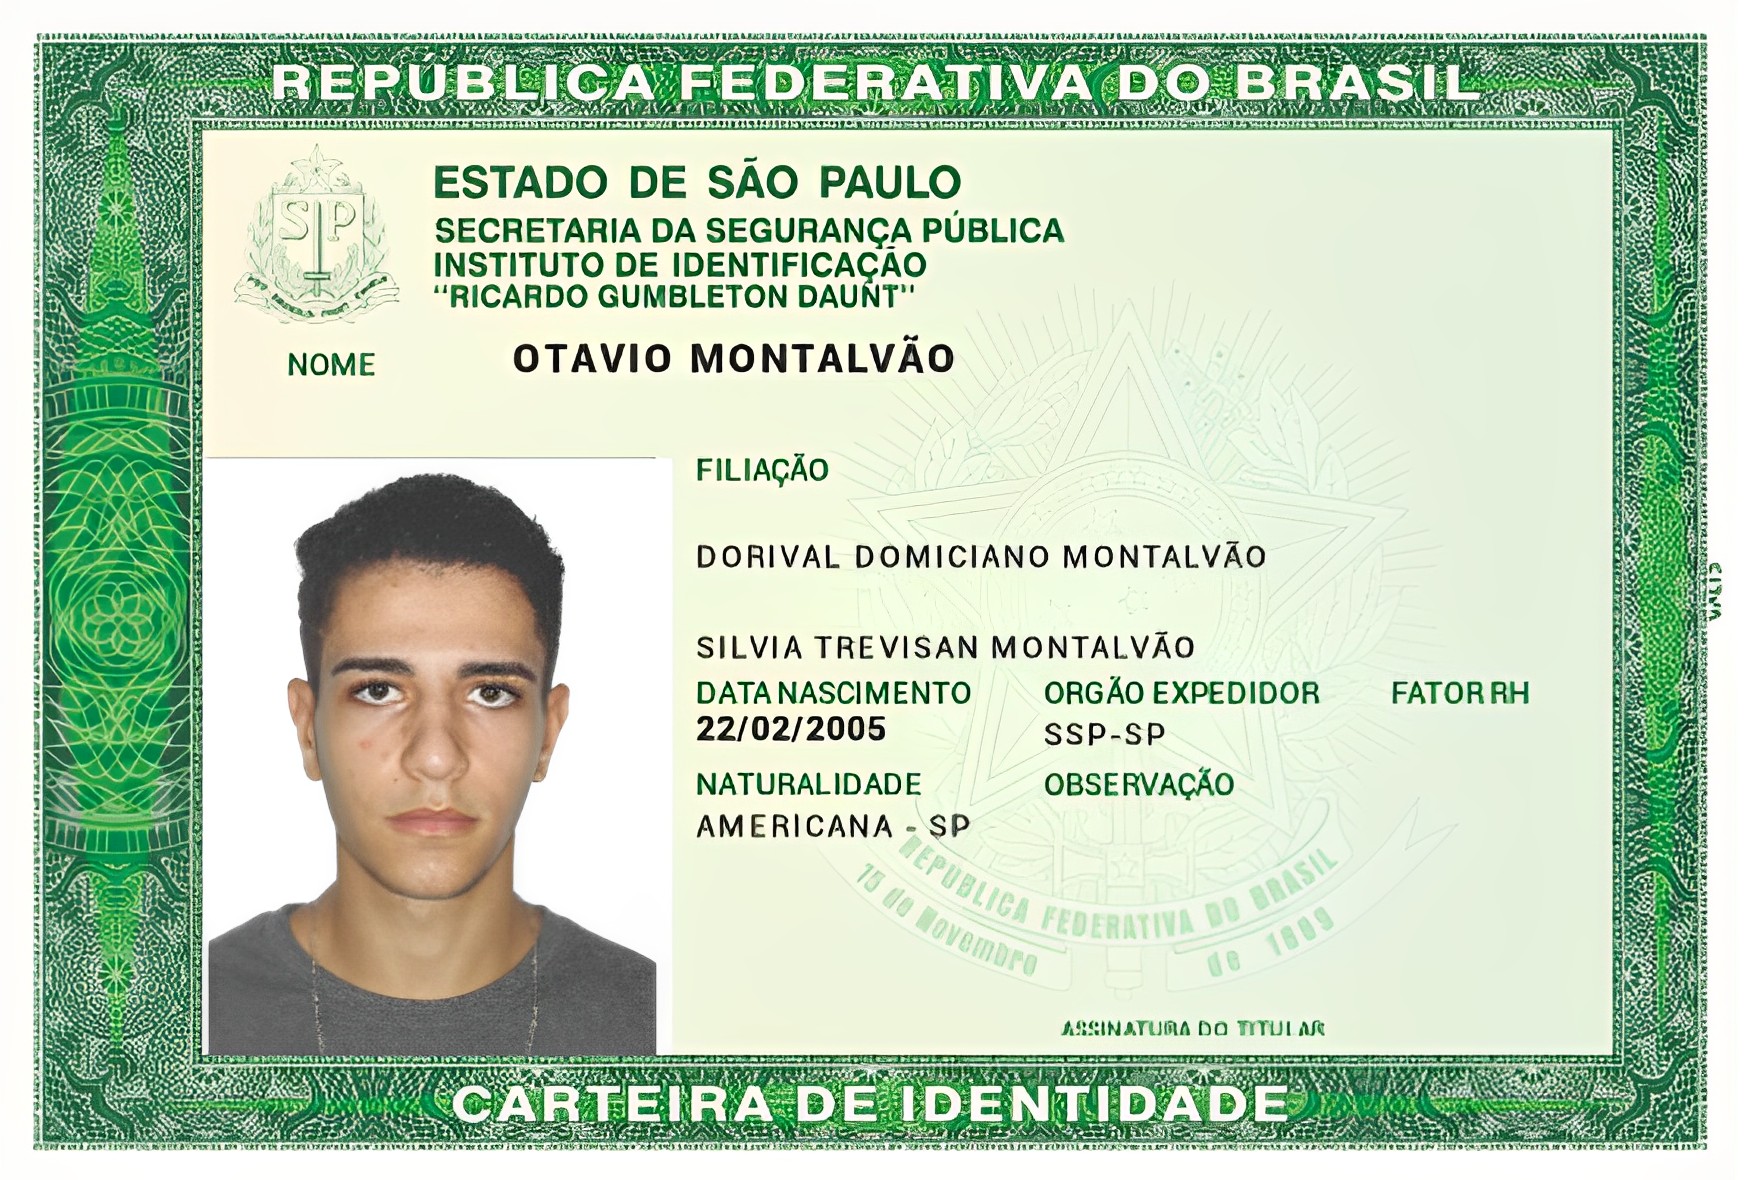 REPÚBLICA FEDERATIVA DO BRASIL
SP
ESTADO DE SÃO PAULO
SECRETARIA DA SEGURANÇA PÚBLICA
INSTITUTO DE IDENTIFICAÇÃO
"RICARDO GUMBLETON DAUNT"
NOME OTAVIO MONTALVÃO
FILIAÇÃO
DORIVAL DOMICIANO MONTALVÃO
SILVIA TREVISAN MONTALVÃO
DATA NASCIMENTO ORGÃO EXPEDIDOR FATOR RH
22/02/2005 SSP-SP
NATURALIDADE OBSERVAÇÃO
AMERICANA - SP
REPUBLICA FEDERATIVA DO BRASIL
15 de Novembro de 1889
ASSINATURA DO TITULAR
CARTEIRA DE IDENTIDADE